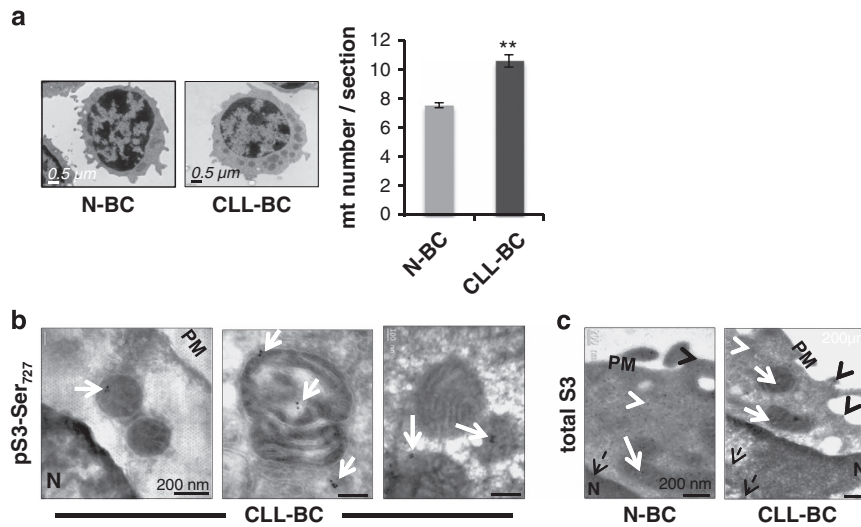 a
12
10
8
6
4
2
0
**
mt number / section
N-BC
CLL-BC
0.5 µm
0.5 µm
N-BC
CLL-BC
b
pS3-Ser727
PM
N
200 nm
CLL-BC
c
total S3
PM
N
200 nm
N-BC
200µm
PM
N
CLL-BC